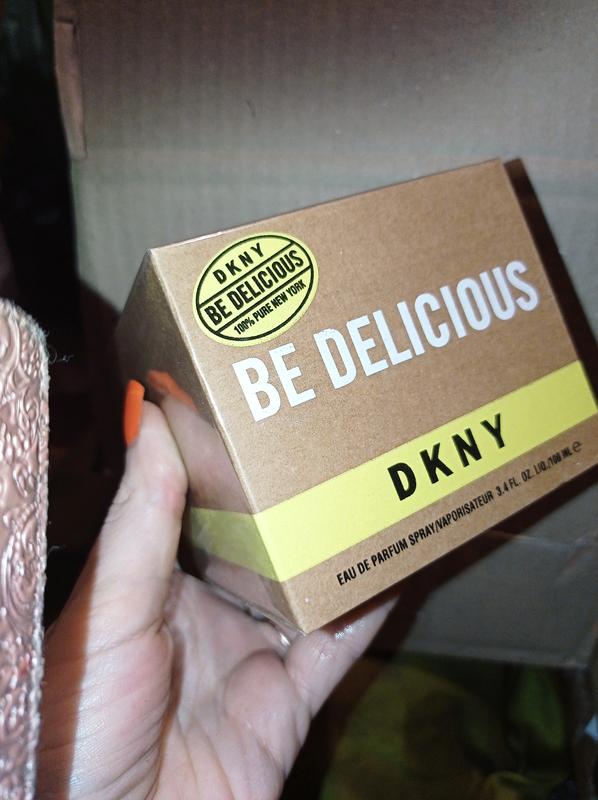 DKNY
BE DELICIOUS
100% PURE NEW YORK
BE DELICIOUS
DKNY
EAU DE PARFUM SPRAY/VAPORISATEUR 3.4 FL. OZ. LIQ./100 ML ℮